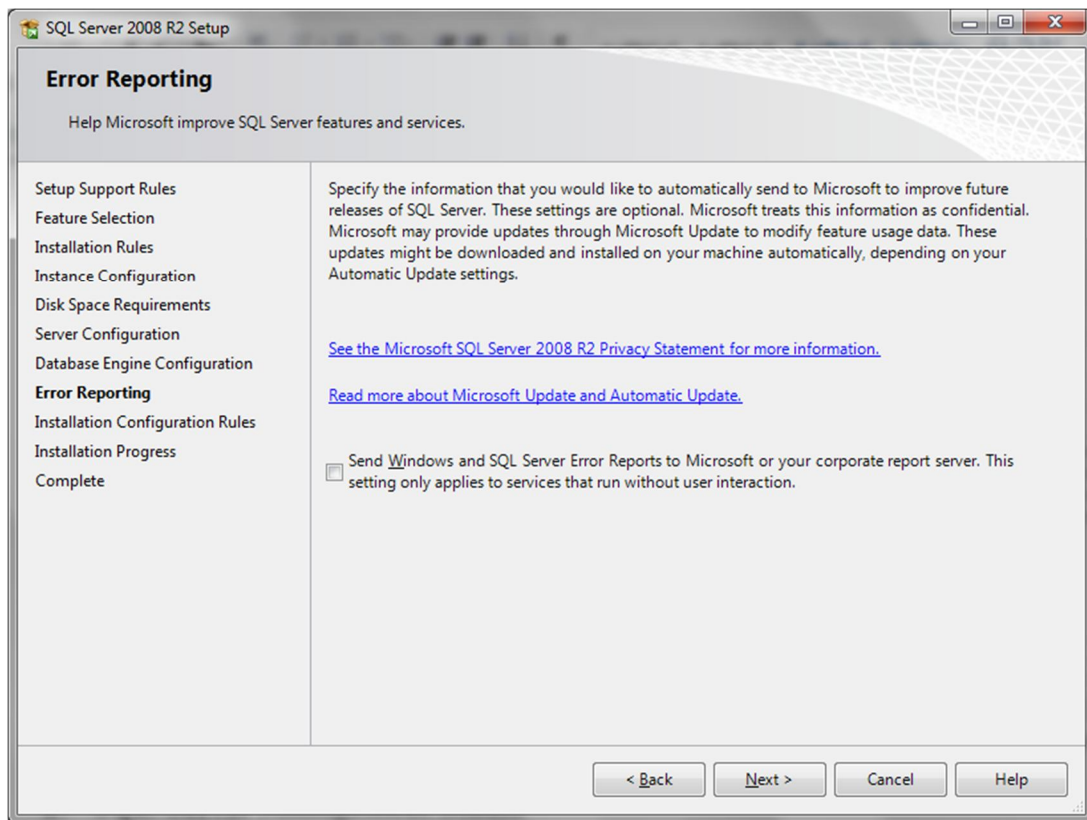 SQL Server 2008 R2 Setup
Error Reporting
Help Microsoft improve SQL Server features and services.
Setup Support Rules
Feature Selection
Installation Rules
Instance Configuration
Disk Space Requirements
Server Configuration
Database Engine Configuration
Error Reporting
Installation Configuration Rules
Installation Progress
Complete
Specify the information that you would like to automatically send to Microsoft to improve future
releases of SQL Server. These settings are optional. Microsoft treats this information as confidential.
Microsoft may provide updates through Microsoft Update to modify feature usage data. These
updates might be downloaded and installed on your machine automatically, depending on your
Automatic Update settings.
See the Microsoft SQL Server 2008 R2 Privacy Statement for more information.
Read more about Microsoft Update and Automatic Update.
Send Windows and SQL Server Error Reports to Microsoft or your corporate report server. This
setting only applies to services that run without user interaction.
< Back
Next >
Cancel
Help